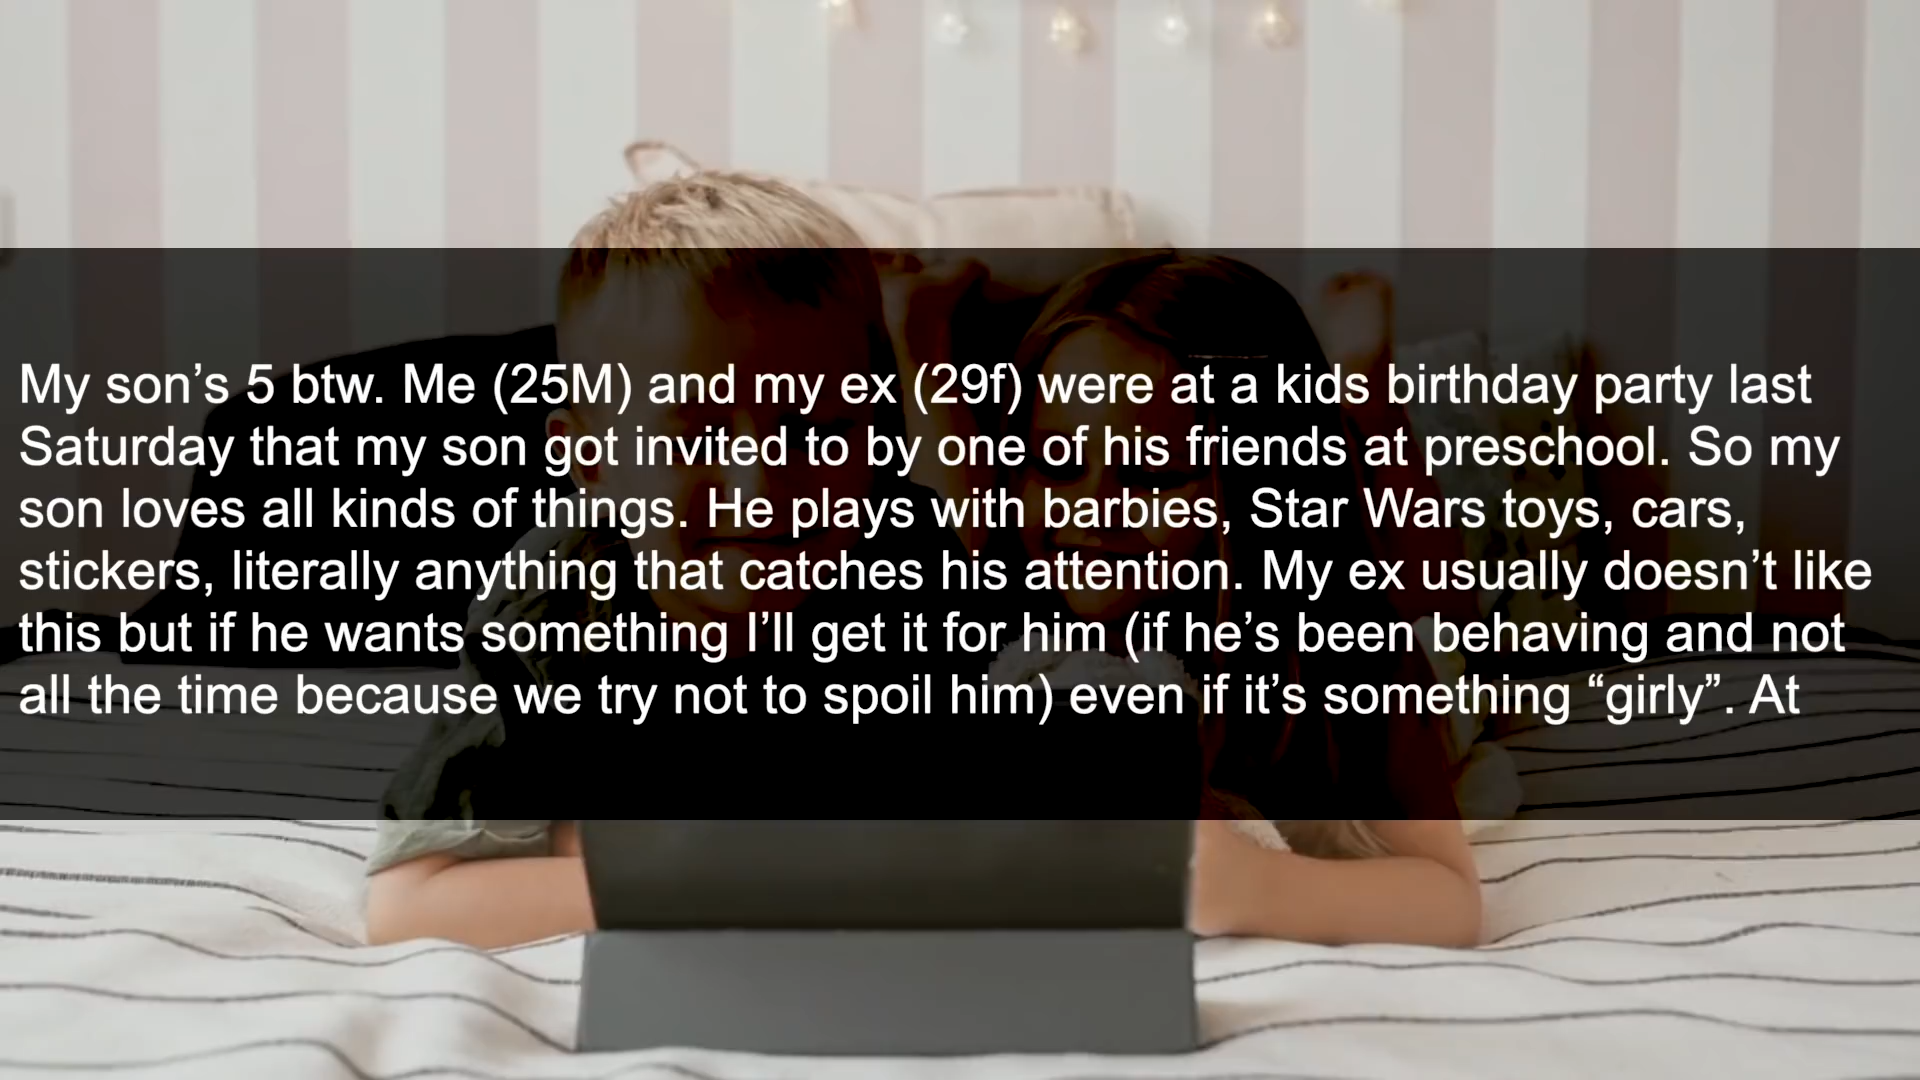 My son’s 5 btw. Me (25M) and my ex (29f) were at a kids birthday party last
Saturday that my son got invited to by one of his friends at preschool. So my
son loves all kinds of things. He plays with barbies, Star Wars toys, cars,
stickers, literally anything that catches his attention. My ex usually doesn’t like
this but if he wants something I’ll get it for him (if he’s been behaving and not
all the time because we try not to spoil him) even if it’s something “girly”. At